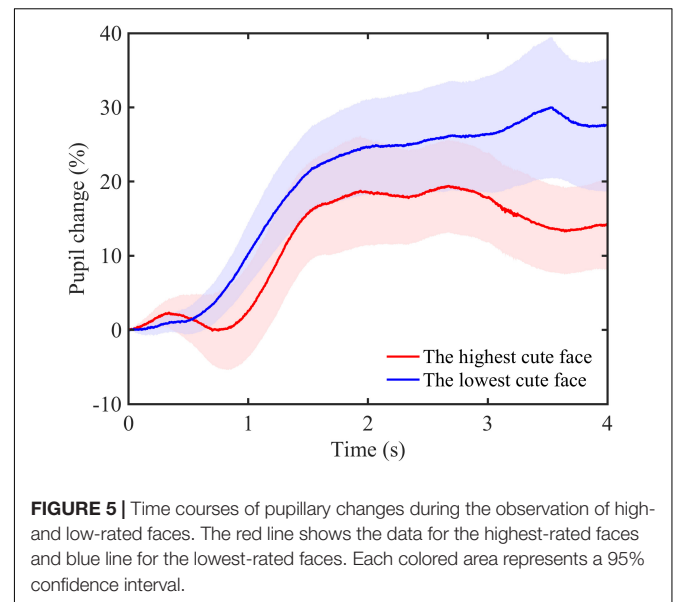 40
30
20
10
0
-10
Pupil change (%)
The highest cute face
The lowest cute face
0 1 2 3 4
Time (s)
FIGURE 5 | Time courses of pupillary changes during the observation of high-
and low-rated faces. The red line shows the data for the highest-rated faces
and blue line for the lowest-rated faces. Each colored area represents a 95%
confidence interval.